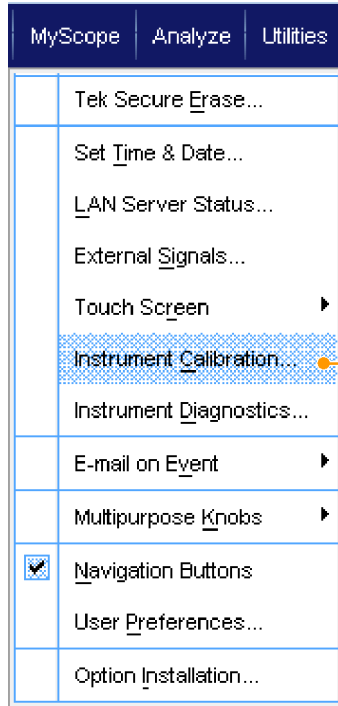 MyScope Analyze Utilities
Tek Secure Erase...
Set Time & Date...
LAN Server Status...
External Signals...
Touch Screen
Instrument Calibration...
Instrument Diagnostics...
E-mail on Event
Multipurpose Knobs
Navigation Buttons
User Preferences...
Option Installation...